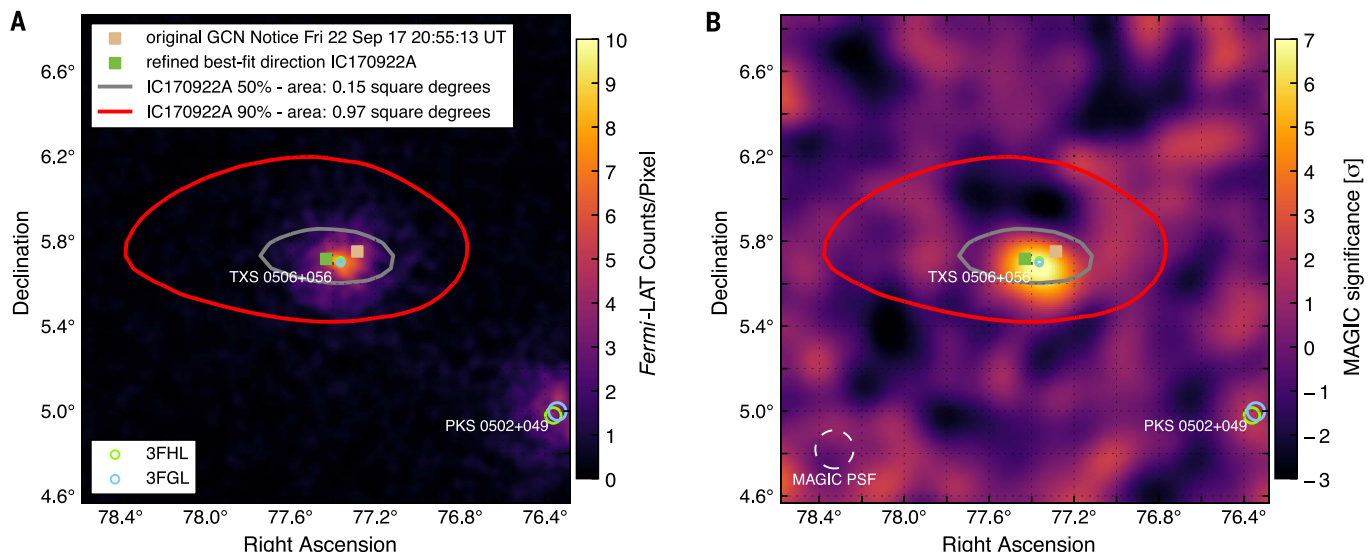 A
original GCN Notice Fri 22 Sep 17 20:55:13 UT
refined best-fit direction IC170922A
IC170922A 50% - area: 0.15 square degrees
IC170922A 90% - area: 0.97 square degrees
6.6°
6.2°
5.8°
5.4°
5.0°
4.6°
Declination
TXS 0506+056
PKS 0502+049
3FHL
3FGL
78.4°
78.0°
77.6°
77.2°
76.8°
76.4°
Right Ascension
10
9
8
7
6
5
4
3
2
1
0
Fermi-LAT Counts/Pixel
B
6.6°
6.2°
5.8°
5.4°
5.0°
4.6°
Declination
TXS 0506+056
PKS 0502+049
MAGIC PSF
78.4°
78.0°
77.6°
77.2°
76.8°
76.4°
Right Ascension
7
6
5
4
3
2
1
0
−1
−2
−3
MAGIC significance [σ]